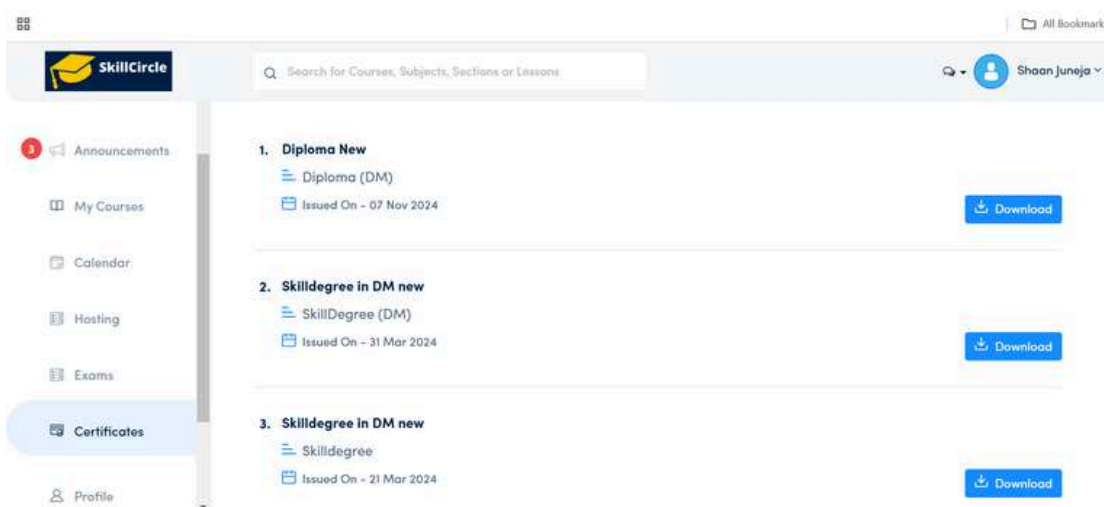 All Bookmark
SkillCircle
Search for Courses, Subjects, Sections or Lessons
Shaan Juneja
3
Announcements
My Courses
Calendar
Hosting
Exams
Certificates
Profile
1. Diploma New
Diploma (DM)
Issued On - 07 Nov 2024
Download
2. Skilldegree in DM new
SkillDegree (DM)
Issued On - 31 Mar 2024
Download
3. Skilldegree in DM new
Skilldegree
Issued On - 21 Mar 2024
Download